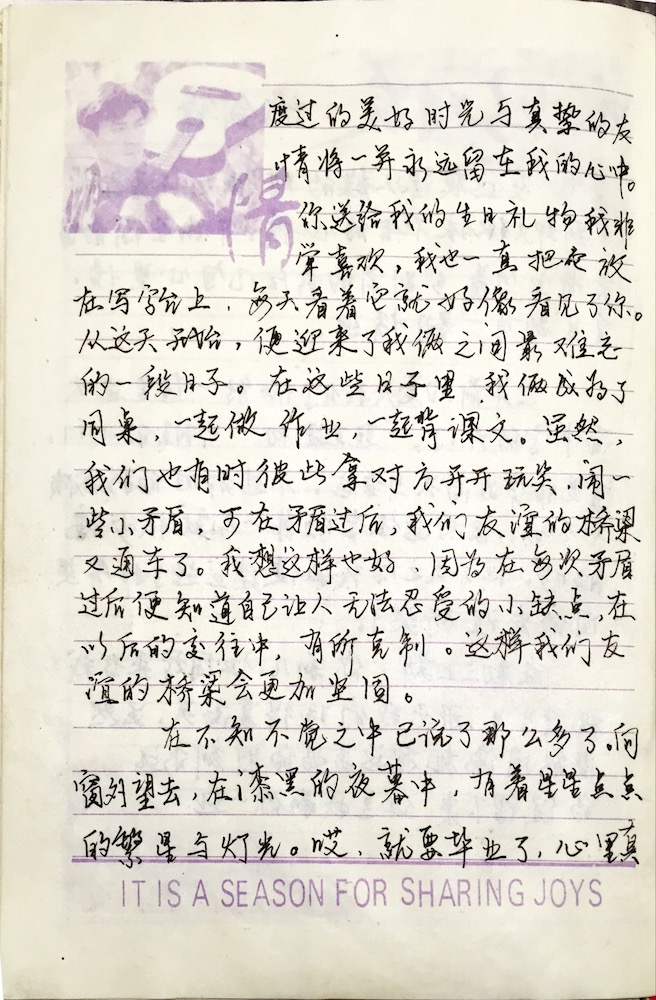 度过的美好时光与真挚的友
情将一并永远留在我的心中。
你送给我的生日礼物我非
常喜欢，我也一直把它放
在写字台上，每天看着它就好像看见了你。
从这天开始，便迎来了我俩之间最难忘
的一段日子。在这些日子里，我俩成为了
同桌，一起做作业，一起背课文。虽然，
我们也有时彼此拿对方并开玩笑，闹一
些小矛盾，可在矛盾过后，我们友谊的桥梁
又通车了。我想这样也好，因为在每次矛盾
过后便知道自己让人无法忍受的小缺点，在
以后的交往中，有所克制。这样我们友
谊的桥梁会更加坚固。
在不知不觉之中已说了那么多了。向
窗外望去，在漆黑的夜幕中，有着星星点点
的繁星与灯光。哎，就要毕业了，心里真
情
IT IS A SEASON FOR SHARING JOYS